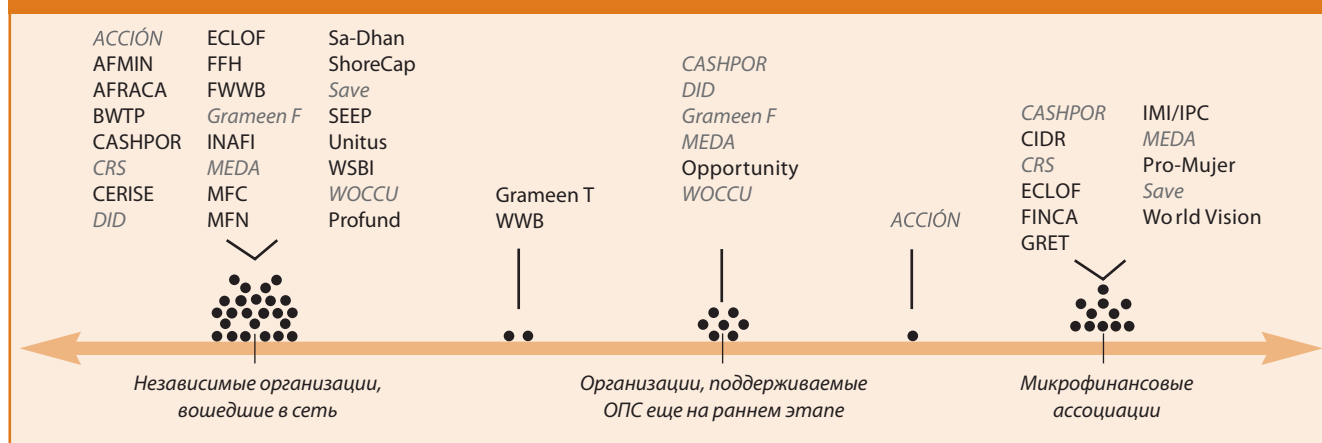 ACCIÓN
AFMIN
AFRACA
BWTP
CASHPOR
CRS
CERISE
DID
ECLOF
FFH
FWWB
Grameen F
INAFI
MEDA
MFC
MFN
Sa-Dhan
ShoreCap
Save
SEEP
Unitus
WSBI
WOCCU
Profund
Grameen T
WWB
CASHPOR
DID
Grameen F
MEDA
Opportunity
WOCCU
ACCIÓN
CASHPOR
CIDR
CRS
ECLOF
FINCA
GRET
IMI/IPC
MEDA
Pro-Mujer
Save
World Vision
Независимые организации,
вошедшие в сеть
Организации, поддерживаемые
ОПС еще на раннем этапе
Микрофинансовые
ассоциации